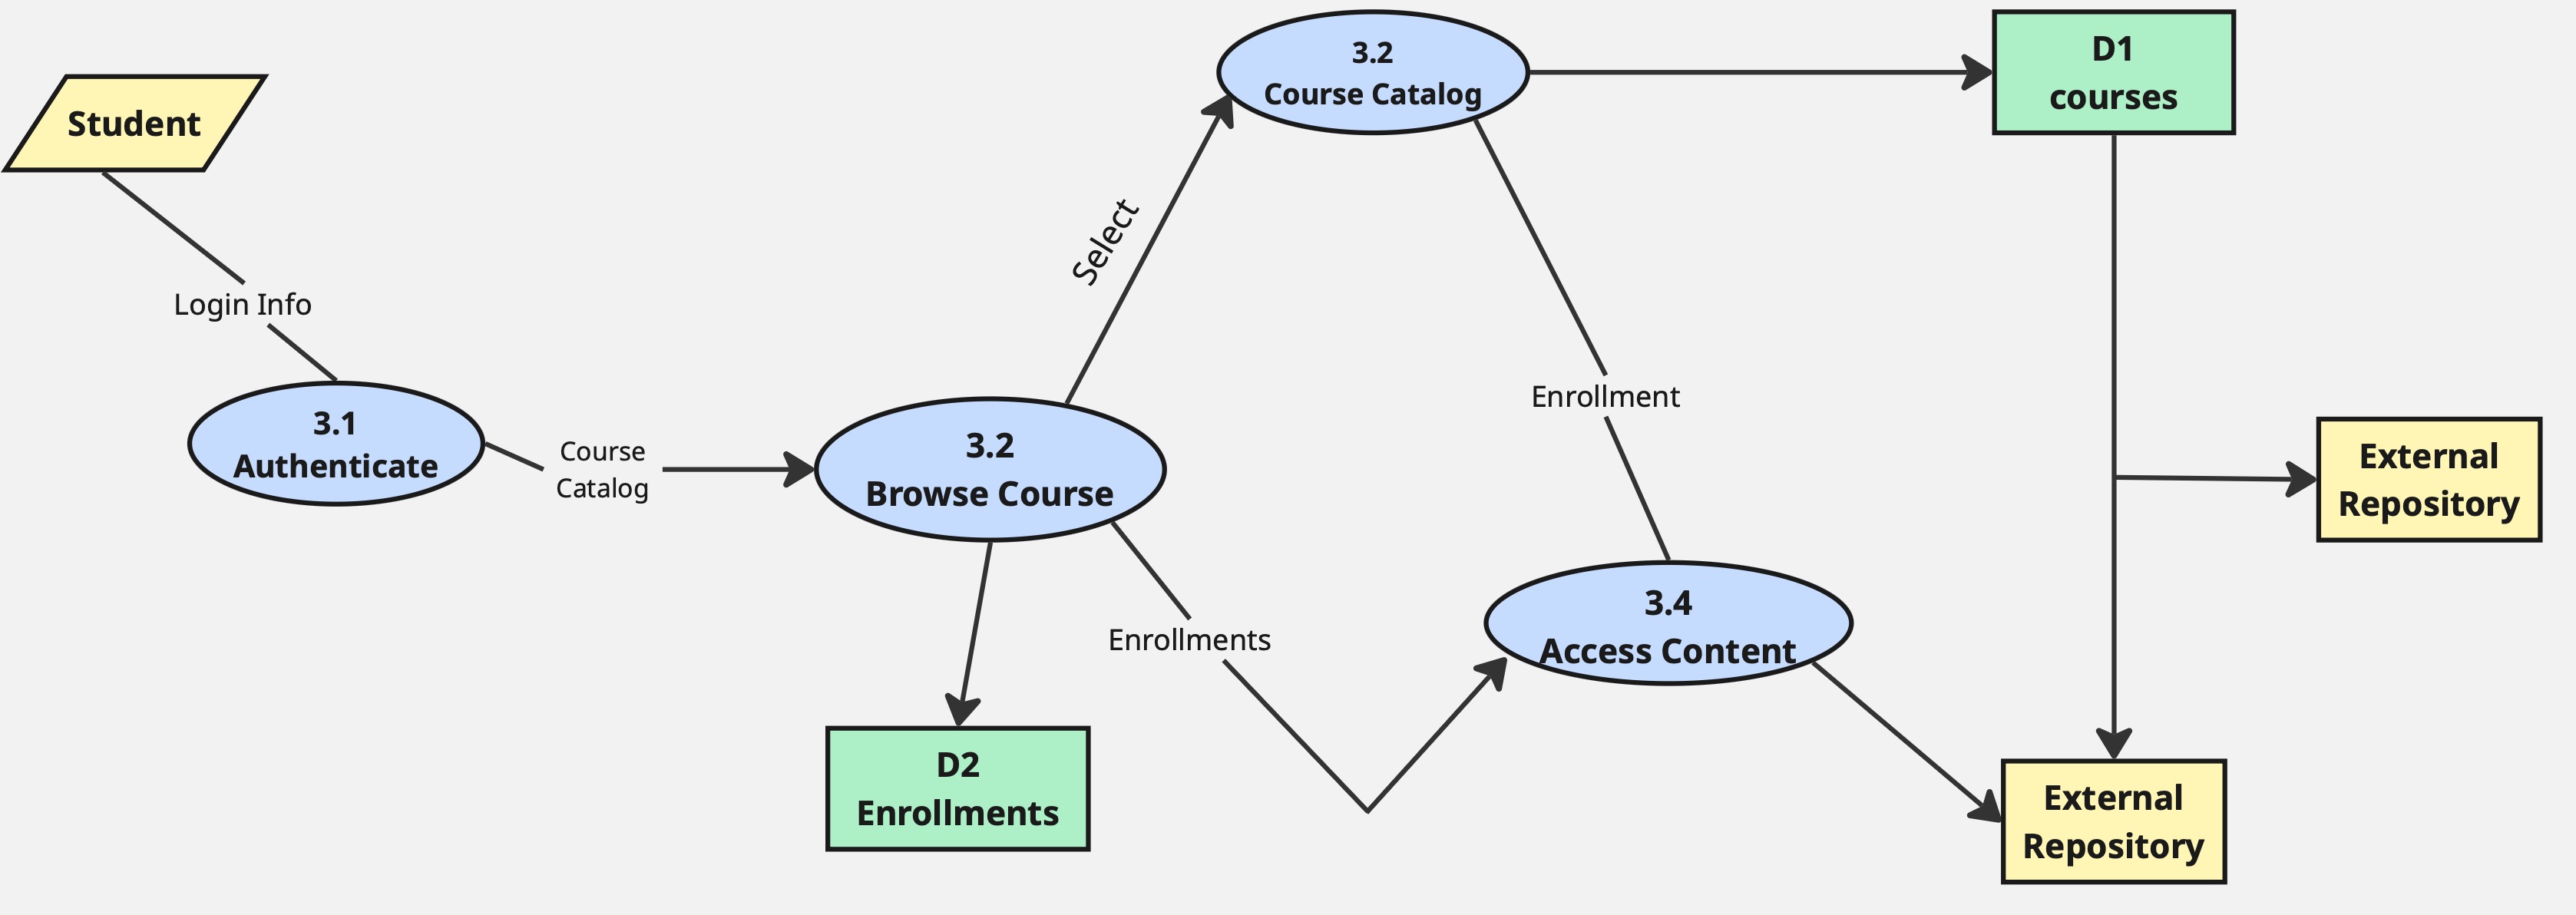 3.2
Course Catalog
D1
courses
Student
Select
Login Info
3.1
Authenticate
Course
Catalog
3.2
Browse Course
Enrollment
External
Repository
3.4
Access Content
Enrollments
D2
Enrollments
External
Repository